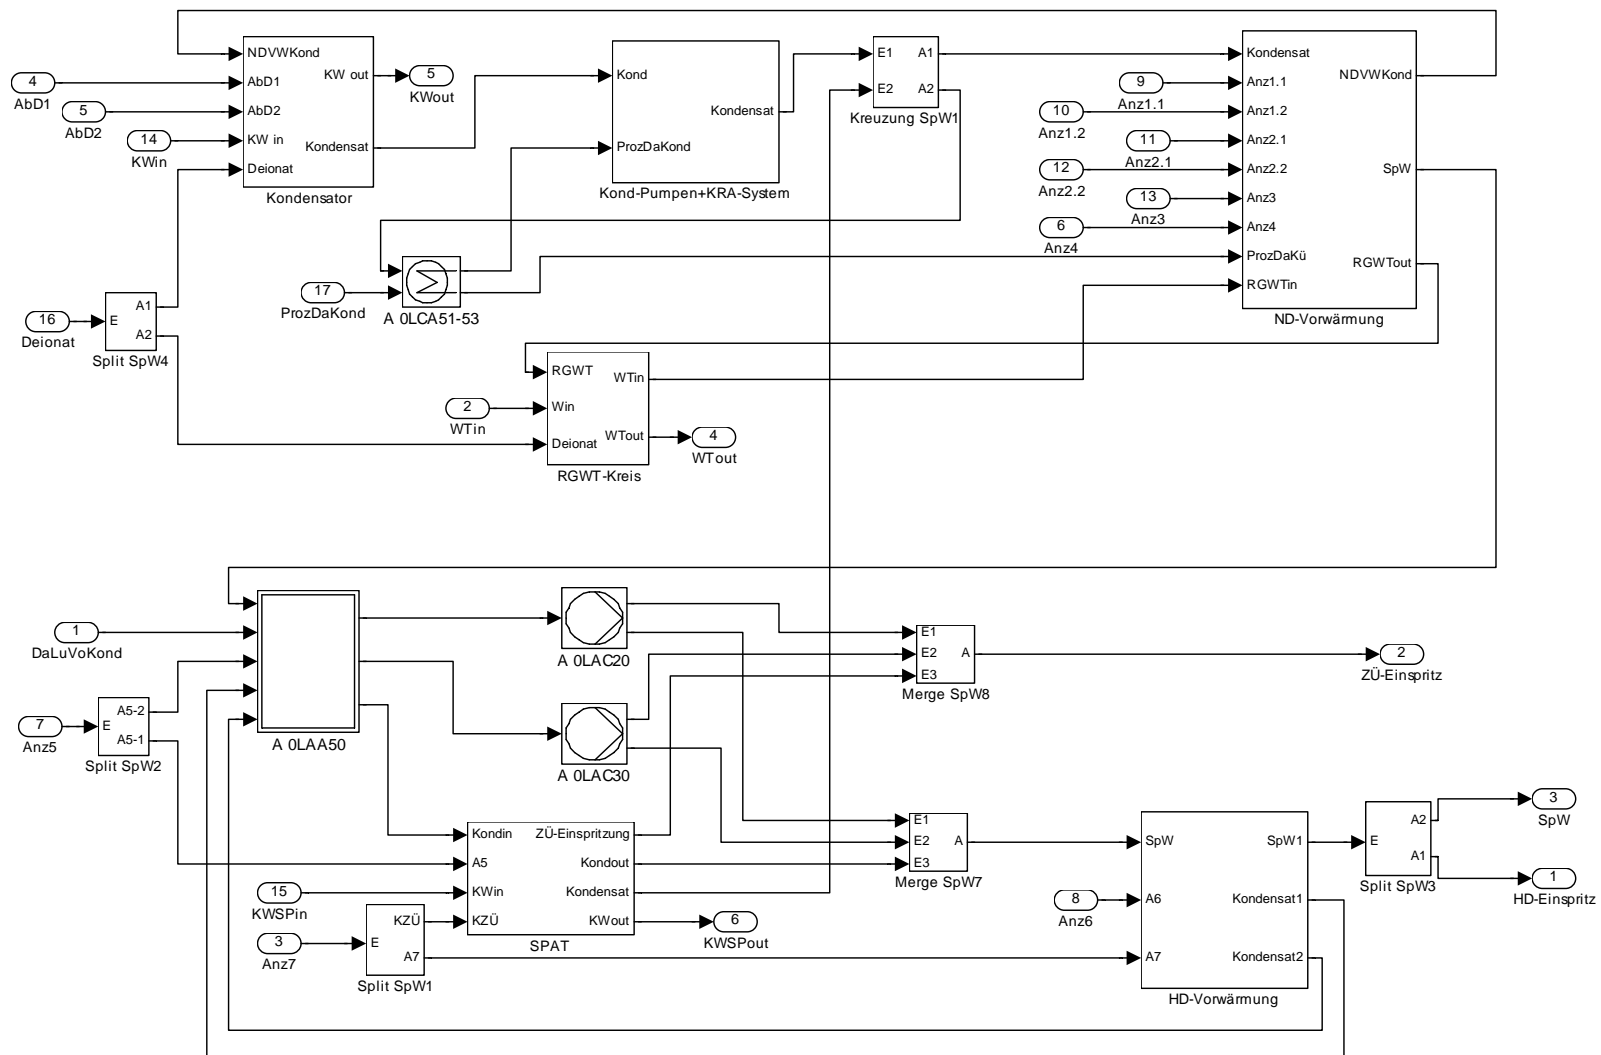 NDVWKond
AbD1
AbD2
KW in
Deionat
KW out
Kondensat
Kondensator
4
AbD1
5
AbD2
14
KWin
5
KWout
Kond
ProzDaKond
Kondensat
Kond-Pumpen+KRA-System
E1
E2
A1
A2
Kreuzung SpW1
9
Anz1.1
10
Anz1.2
11
Anz2.1
12
Anz2.2
13
Anz3
6
Anz4
Kondensat
Anz1.1
Anz1.2
Anz2.1
Anz2.2
Anz3
Anz4
ProzDaKü
RGWTin
NDVWKond
SpW
RGWTout
ND-Vorwärmung
17
ProzDaKond
A 0LCA51-53
16
Deionat
E
A1
A2
Split SpW4
RGWT
Win
Deionat
WTin
WTout
RGWT-Kreis
2
WTin
4
WTout
1
DaLuVoKond
7
Anz5
E
A5-2
A5-1
Split SpW2
A 0LAA50
A 0LAC20
A 0LAC30
E1
E2
E3
A
Merge SpW8
2
ZÜ-Einspritz
Kondin
A5
KWin
KZÜ
ZÜ-Einspritzung
Kondout
Kondensat
KWout
SPAT
15
KWSPin
3
Anz7
E
KZÜ
A7
Split SpW1
6
KWSPout
E1
E2
E3
A
Merge SpW7
8
Anz6
SpW
A6
A7
SpW1
Kondensat1
Kondensat2
HD-Vorwärmung
E
A2
A1
Split SpW3
3
SpW
1
HD-Einspritz